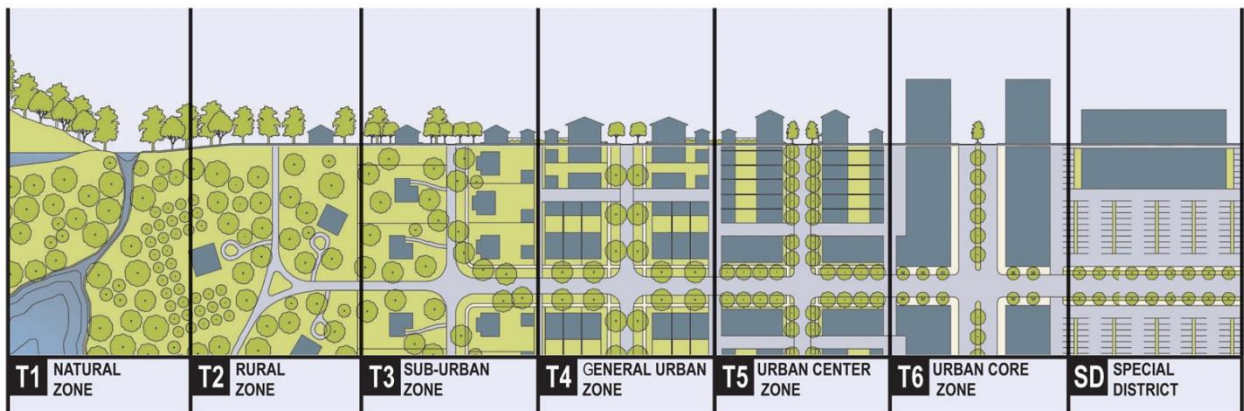 T1 NATURAL
ZONE
T2 RURAL
ZONE
T3 SUB-URBAN
ZONE
T4 GENERAL URBAN
ZONE
T5 URBAN CENTER
ZONE
T6 URBAN CORE
ZONE
SD SPECIAL
DISTRICT